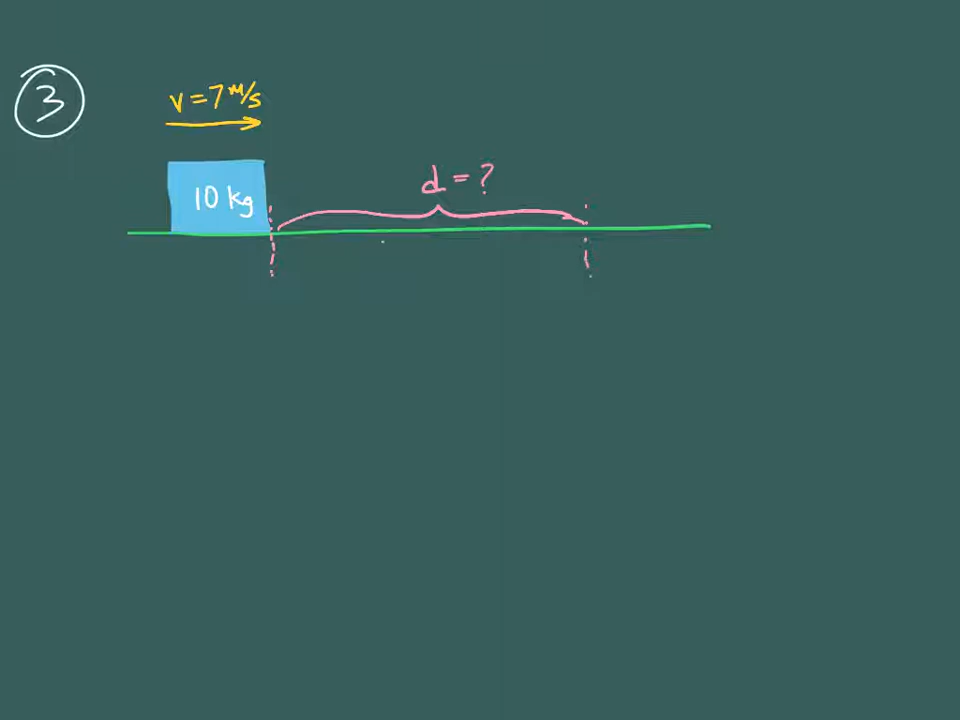 3
v = 7 m/s
d = ?
10 kg